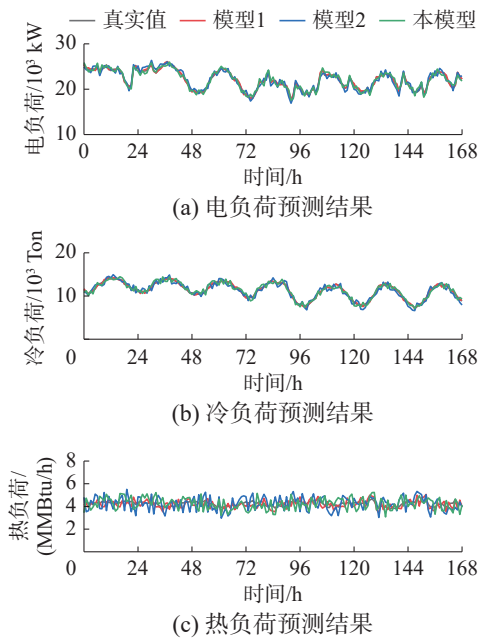 真实值 模型1 模型2 本模型
电负荷/10³ kW
30
20
10
0 24 48 72 96 120 144 168
时间/h
(a) 电负荷预测结果
冷负荷/10³ Ton
20
10
0 24 48 72 96 120 144 168
时间/h
(b) 冷负荷预测结果
热负荷/
(MMBtu/h)
8
6
4
2
0 24 48 72 96 120 144 168
时间/h
(c) 热负荷预测结果